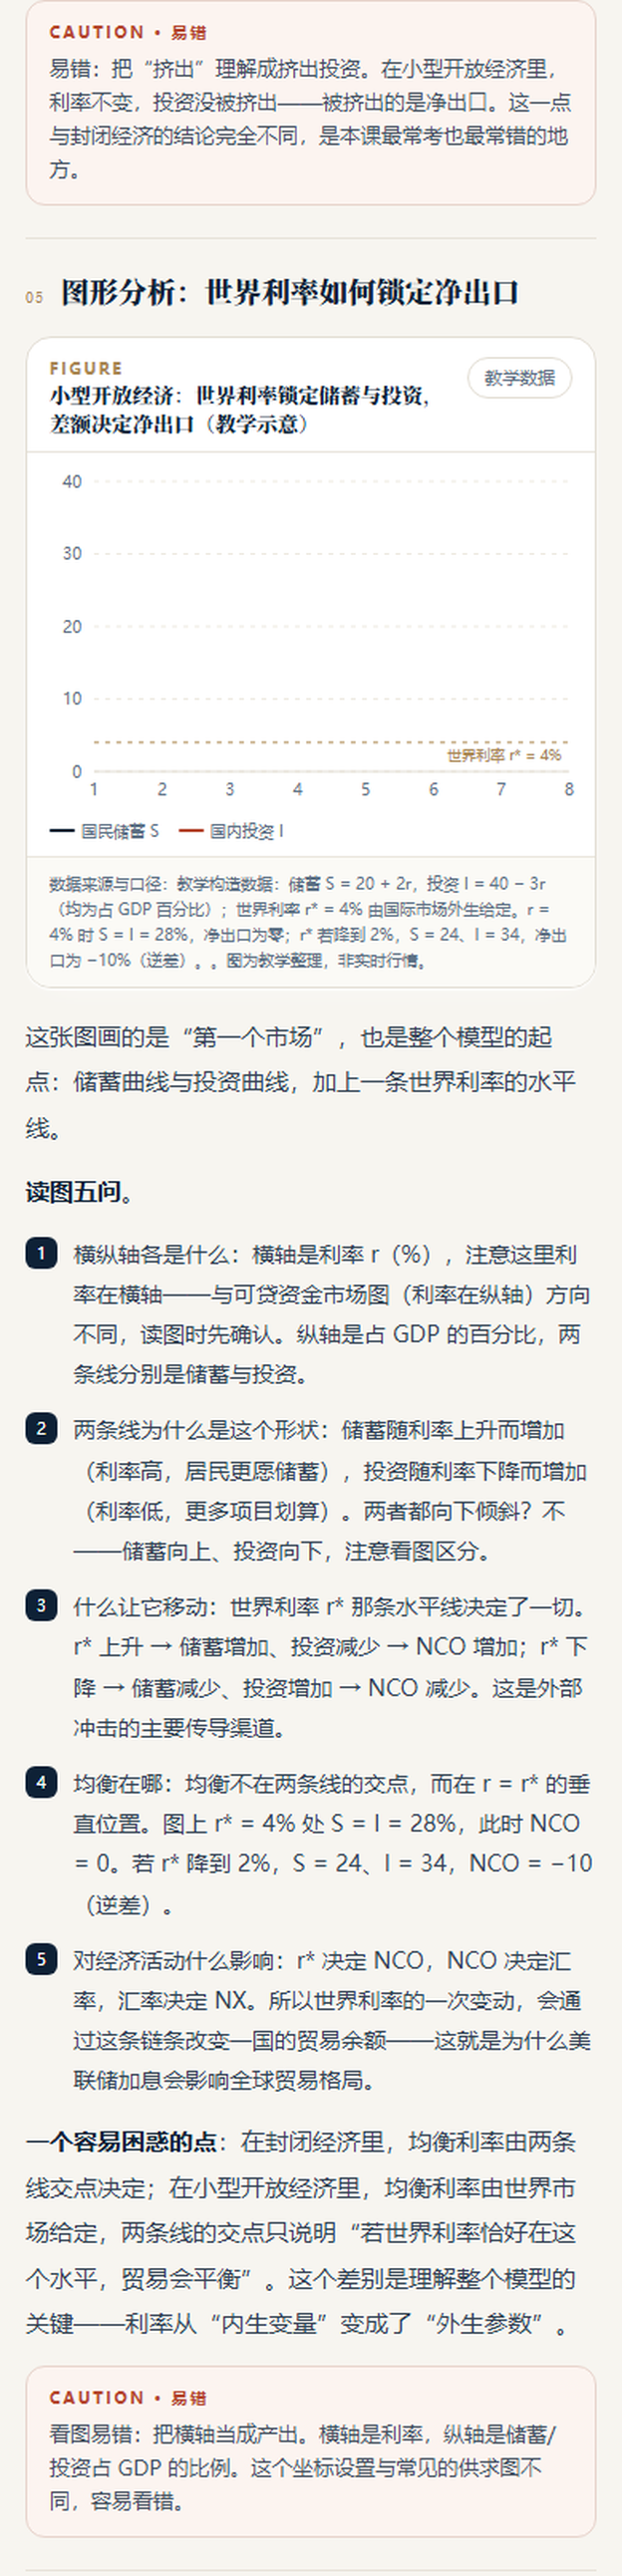 CAUTION • 易错
易错：把“挤出”理解成挤出投资。在小型开放经济里，
利率不变，投资没被挤出——被挤出的是净出口。这一点
与封闭经济的结论完全不同，是本课最常考也最常错的地
方。
05 图形分析：世界利率如何锁定净出口
FIGURE
小型开放经济：世界利率锁定储蓄与投资，
差额决定净出口（教学示意）
教学数据
40
30
20
10
世界利率 r* = 4%
0
1 2 3 4 5 6 7 8
国民储蓄 S 国内投资 I
数据来源与口径：教学构造数据：储蓄 S = 20 + 2r，投资 I = 40 − 3r
（均为占 GDP 百分比）；世界利率 r* = 4% 由国际市场外生给定。r =
4% 时 S = I = 28%，净出口为零；r* 若降到 2%，S = 24、I = 34，净出
口为 −10%（逆差）。。图为教学整理，非实时行情。
这张图画的是“第一个市场”，也是整个模型的起
点：储蓄曲线与投资曲线，加上一条世界利率的水平
线。
读图五问。
1 横纵轴各是什么：横轴是利率 r（%），注意这里利
率在横轴——与可贷资金市场图（利率在纵轴）方向
不同，读图时先确认。纵轴是占 GDP 的百分比，两
条线分别是储蓄与投资。
2 两条线为什么是这个形状：储蓄随利率上升而增加
（利率高，居民更愿储蓄），投资随利率下降而增加
（利率低，更多项目划算）。两者都向下倾斜？不
——储蓄向上、投资向下，注意看图区分。
3 什么让它移动：世界利率 r* 那条水平线决定了一切。
r* 上升 → 储蓄增加、投资减少 → NCO 增加；r* 下
降 → 储蓄减少、投资增加 → NCO 减少。这是外部
冲击的主要传导渠道。
4 均衡在哪：均衡不在两条线的交点，而在 r = r* 的垂
直位置。图上 r* = 4% 处 S = I = 28%，此时 NCO
= 0。若 r* 降到 2%，S = 24、I = 34，NCO = −10
（逆差）。
5 对经济活动什么影响：r* 决定 NCO，NCO 决定汇
率，汇率决定 NX。所以世界利率的一次变动，会通
过这条链条改变一国的贸易余额——这就是为什么美
联储加息会影响全球贸易格局。
一个容易困惑的点：在封闭经济里，均衡利率由两条
线交点决定；在小型开放经济里，均衡利率由世界市
场给定，两条线的交点只说明“若世界利率恰好在这
个水平，贸易会平衡”。这个差别是理解整个模型的
关键——利率从“内生变量”变成了“外生参数”。
CAUTION • 易错
看图易错：把横轴当成产出。横轴是利率，纵轴是储蓄/
投资占 GDP 的比例。这个坐标设置与常见的供求图不
同，容易看错。